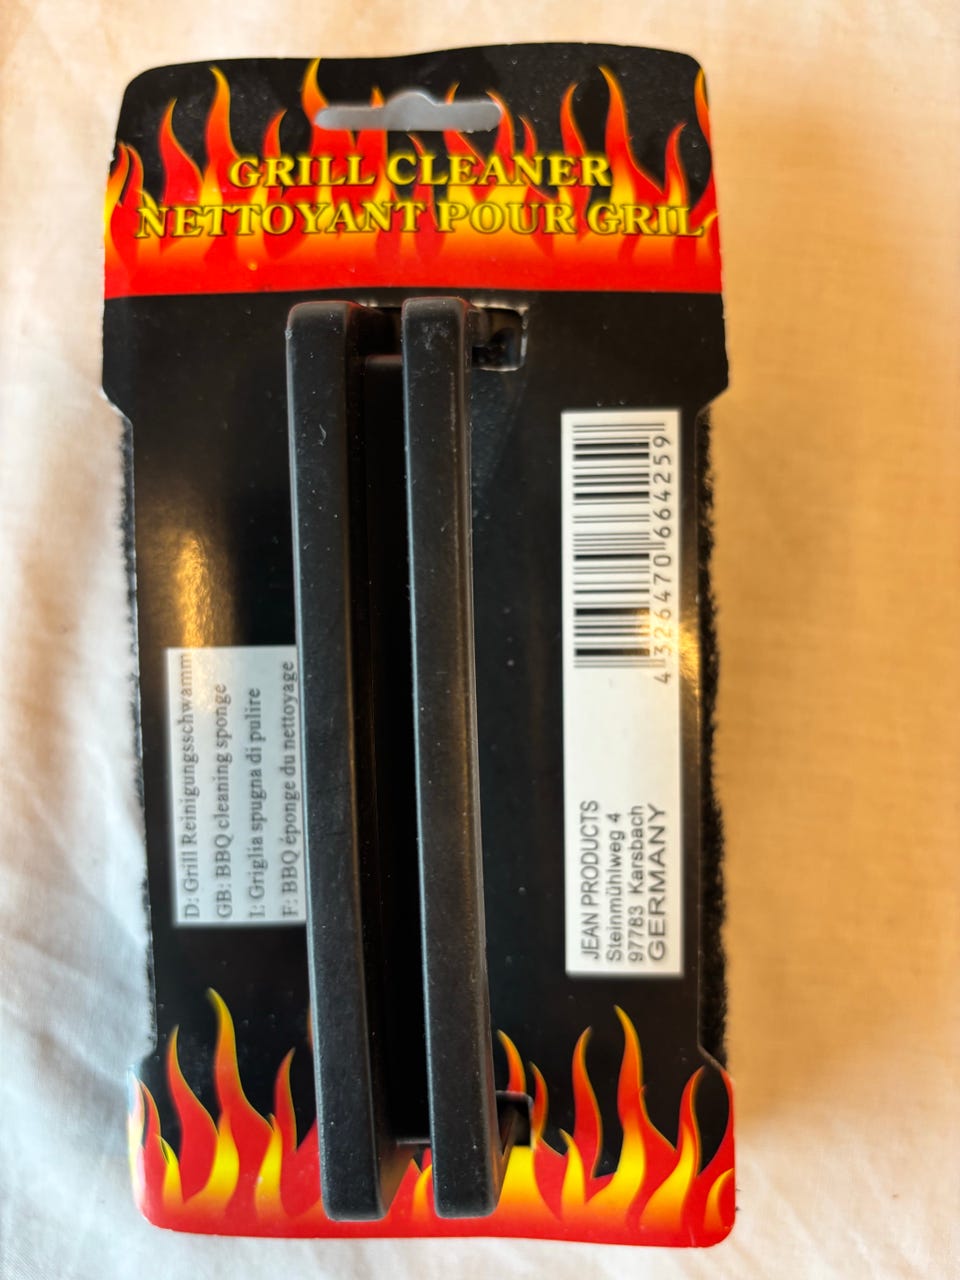 GRILL CLEANER
NETTOYANT POUR GRIL
D: Grill Reinigungsschwamm
GB: BBQ cleaning sponge
I: Griglia spugna di pulire
F: BBQ éponge du nettoyage
4 326470 664259
JEAN PRODUCTS
Steinmühlweg 4
97783 Karsbach
GERMANY